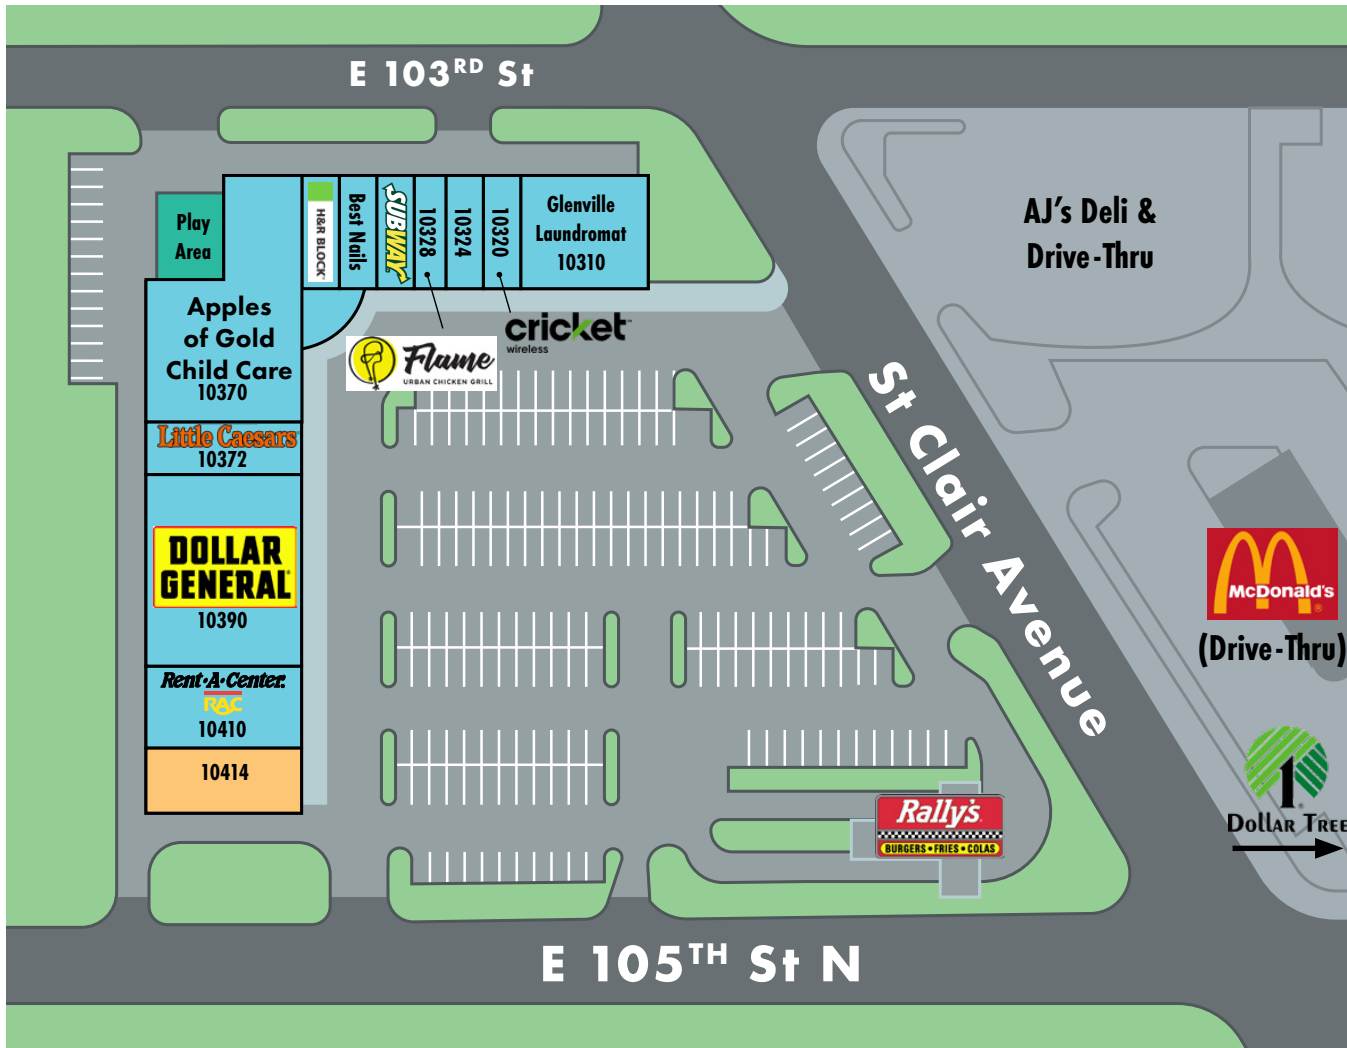 E 103RD St
Play
Area
H&R BLOCK
Best Nails
SUBWAY
10328
10324
10320
Glenville
Laundromat
10310
AJ's Deli &
Drive-Thru
Apples
of Gold
Child Care
10370
Flame
URBAN CHICKEN GRILL
cricket™
wireless
Little Caesars
10372
DOLLAR
GENERAL
10390
Rent-A-Center
RAC
10410
10414
St Clair Avenue
McDonald's®
(Drive-Thru)
Dollar Tree
Rally's
BURGERS • FRIES • COLAS
E 105TH St N